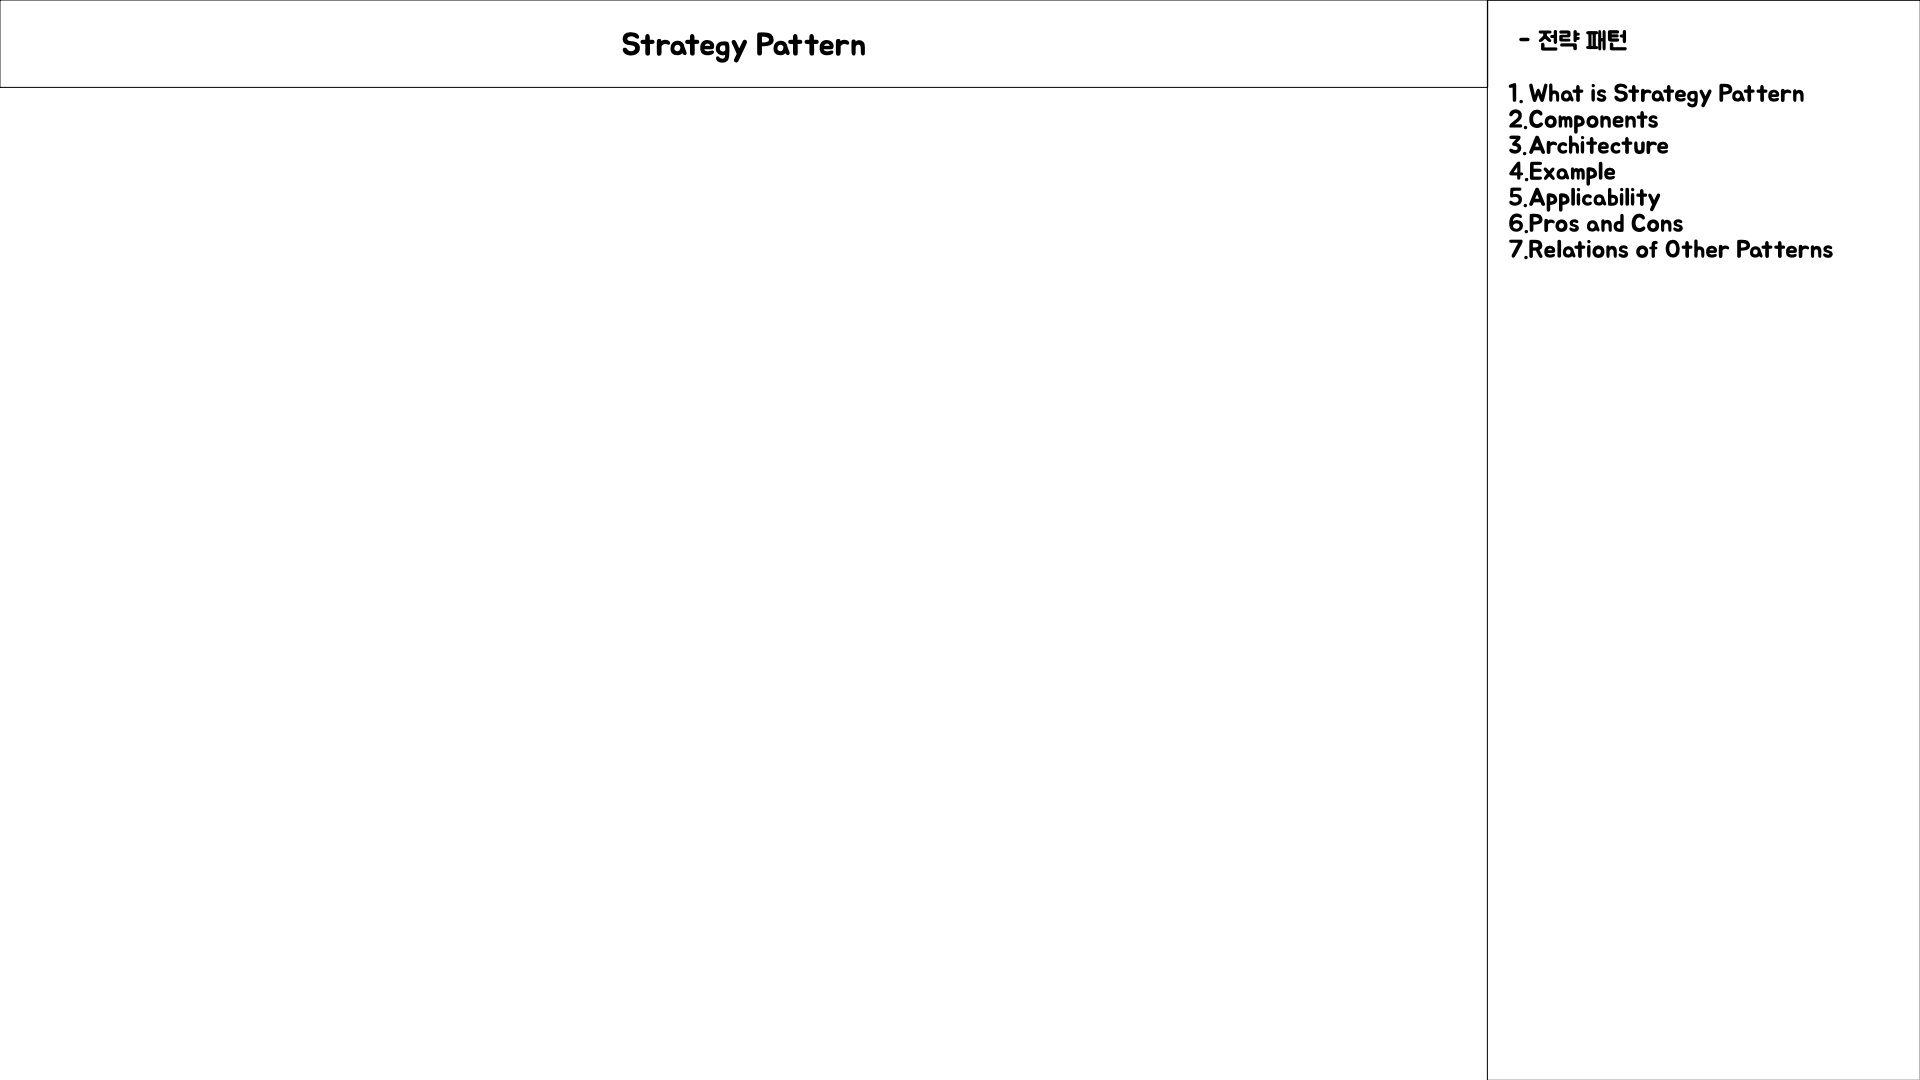 Strategy Pattern
- 전략 패턴
1. What is Strategy Pattern
2.Components
3.Architecture
4.Example
5.Applicability
6.Pros and Cons
7.Relations of Other Patterns